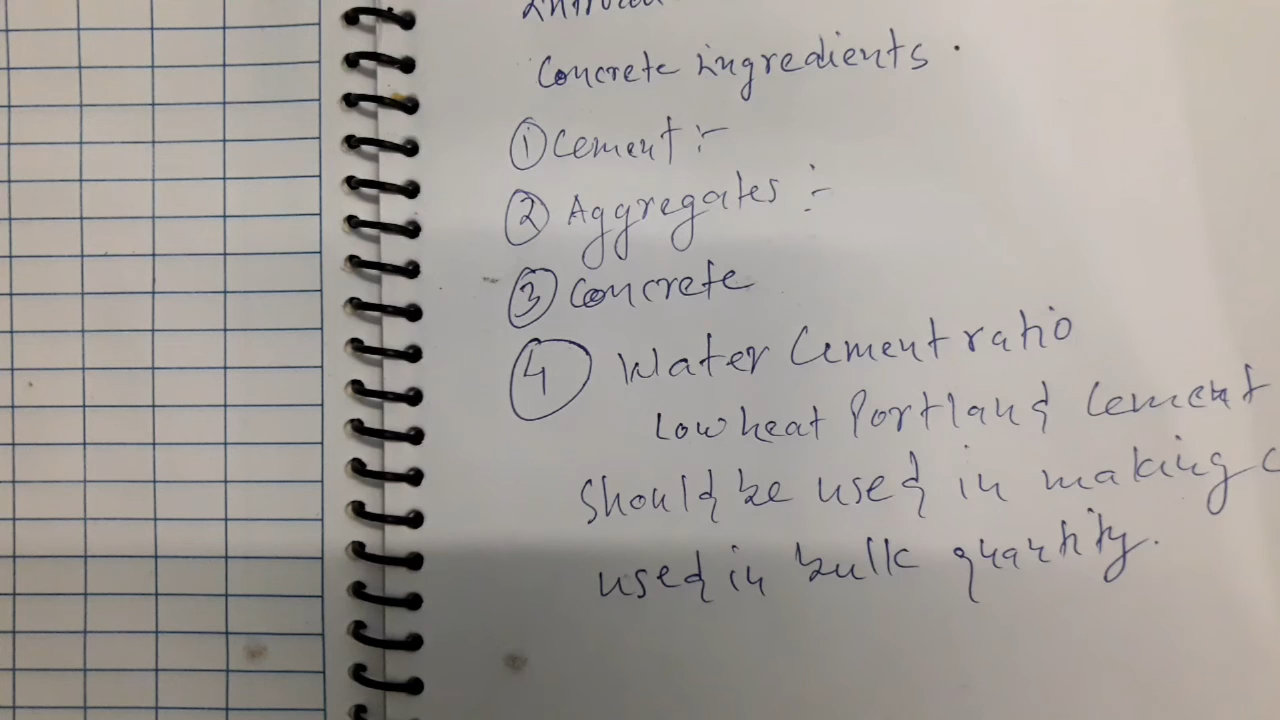 Concrete ingredients.
① Cement :-
② Aggregates :-
③ Concrete
④ Water Cement ratio
Low heat Portland Cement
should be used in making
used in bulk quantity.